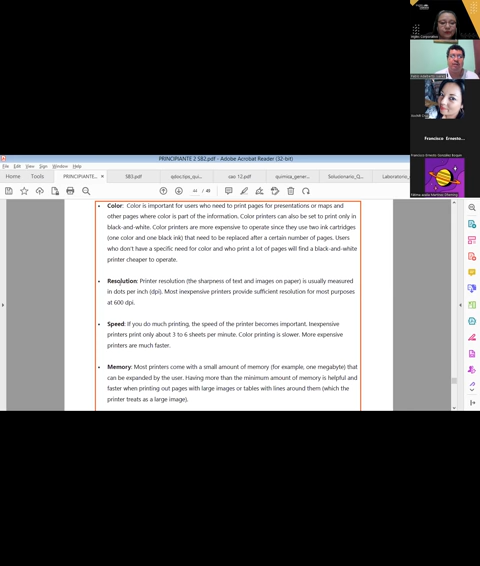 PRINCIPIANTE 2 SB2.pdf - Adobe Acrobat Reader (32-bit)
File Edit View Sign Window Help
Home Tools PRINCIPIANTE... × SB3.pdf cao 12.pdf quimica_gener... Solucionario_Q... Laboratorio_
/ 49
• Color: Color is important for users who need to print pages for presentations or maps and
other pages where color is part of the information. Color printers can also be set to print only in
black-and-white. Color printers are more expensive to operate since they use two ink cartridges
(one color and one black ink) that need to be replaced after a certain number of pages. Users
who don't have a specific need for color and who print a lot of pages will find a black-and-white
printer cheaper to operate.
• Resolution: Printer resolution (the sharpness of text and images on paper) is usually measured
in dots per inch (dpi). Most inexpensive printers provide sufficient resolution for most purposes
at 600 dpi.
• Speed: If you do much printing, the speed of the printer becomes important. Inexpensive
printers print only about 3 to 6 sheets per minute. Color printing is slower. More expensive
printers are much faster.
• Memory: Most printers come with a small amount of memory (for example, one megabyte) that
can be expanded by the user. Having more than the minimum amount of memory is helpful and
faster when printing out pages with large images or tables with lines around them (which the
printer treats as a large image).
Francisco Ernesto...